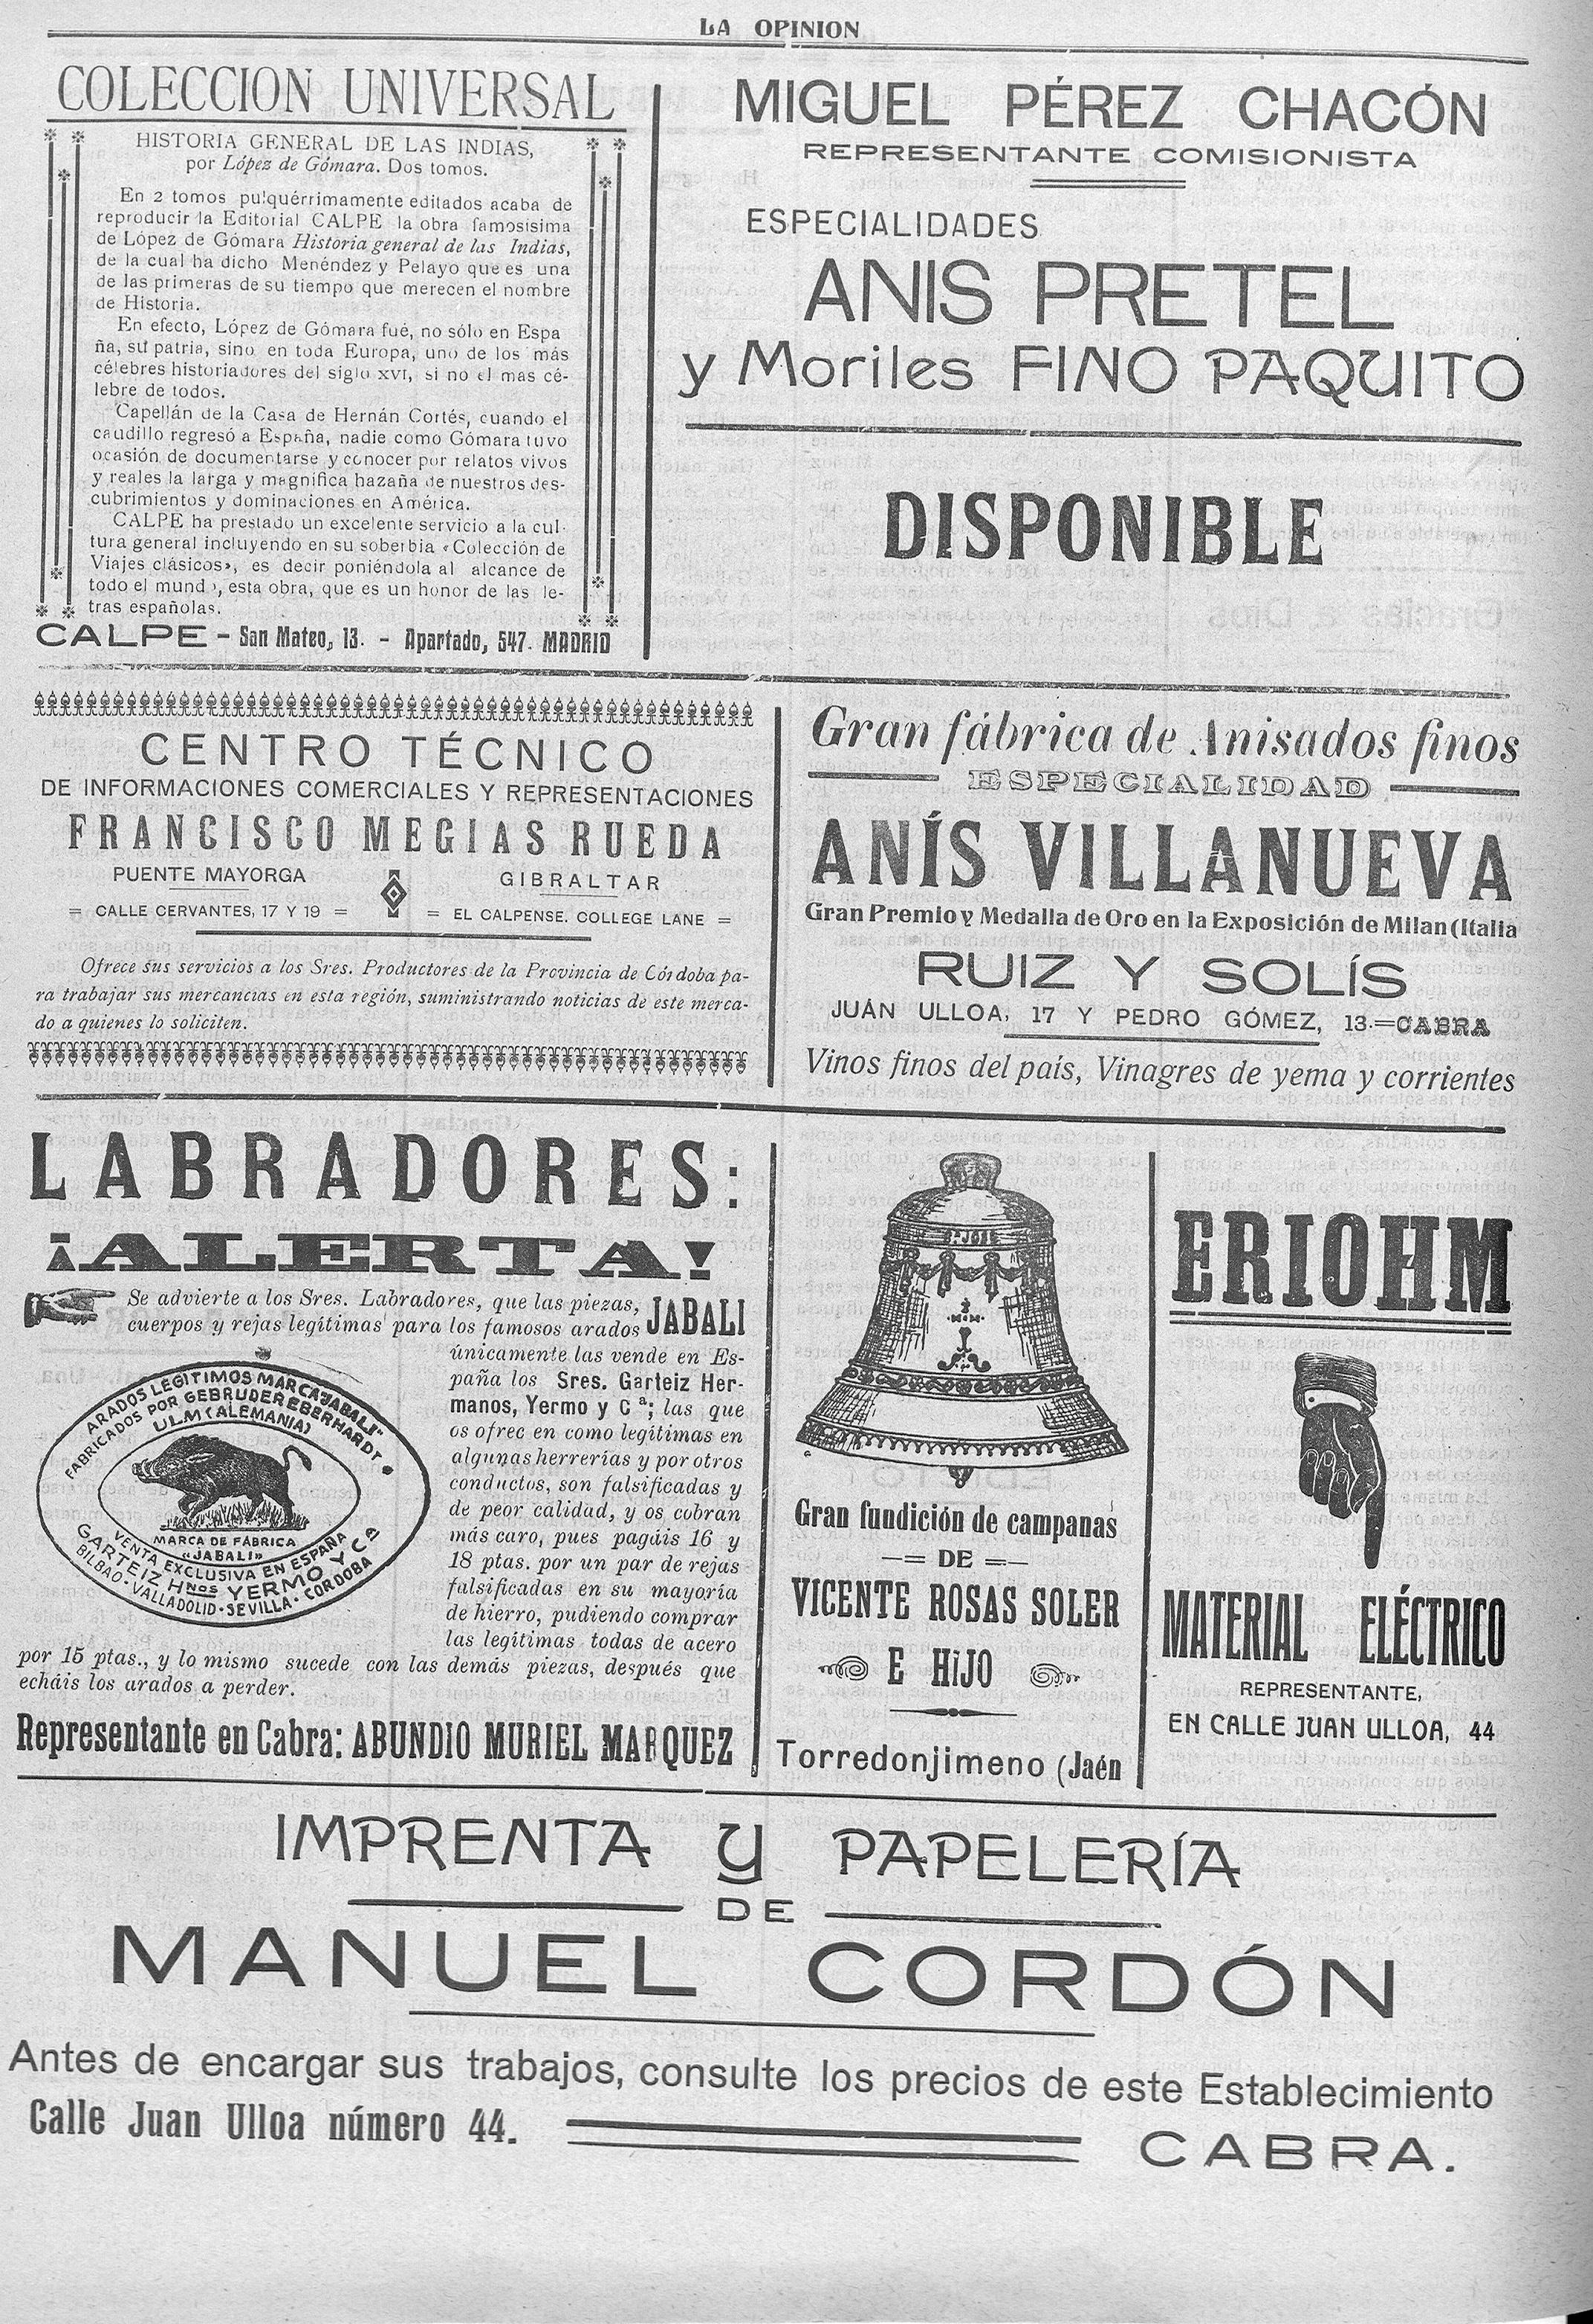 LA OPINION
COLECCION UNIVERSAL
HISTORIA GENERAL DE LAS INDIAS,
por López de Gómara. Dos tomos.
En 2 tomos pulquérrimamente editados acaba de
reproducir la Editorial CALPE la obra famosísima
de López de Gómara Historia general de las Indias,
de la cual ha dicho Menéndez y Pelayo que es una
de las primeras de su tiempo que merecen el nombre
de Historia.
En efecto, López de Gómara fué, no sólo en Espa
ña, su patria, sino en toda Europa, uno de los más
célebres historiadores del siglo XVI, si no el mas cé-
lebre de todos.
Capellán de la Casa de Hernán Cortés, cuando el
caudillo regresó a España, nadie como Gómara tuvo
ocasión de documentarse y conocer por relatos vivos
y reales la larga y magnifica hazaña de nuestros des-
cubrimientos y dominaciones en América.
CALPE ha prestado un excelente servicio a la cul-
tura general incluyendo en su soberbia «Colección de
Viajes clásicos», es decir poniéndola al alcance de
todo el mundo, esta obra, que es un honor de las le-
tras españolas.
CALPE - San Mateo, 13. - Apartado, 547. MADRID
MIGUEL PÉREZ CHACÓN
REPRESENTANTE COMISIONISTA
ESPECIALIDADES
ANIS PRETEL
y Moriles FINO PAQUITO
DISPONIBLE
CENTRO TÉCNICO
DE INFORMACIONES COMERCIALES Y REPRESENTACIONES
FRANCISCO MEGIAS RUEDA
PUENTE MAYORGA
= CALLE CERVANTES, 17 Y 19 =
GIBRALTAR
= EL CALPENSE. COLLEGE LANE =
Ofrece sus servicios a los Sres. Productores de la Provincia de Córdoba pa-
ra trabajar sus mercancias en esta región, suministrando noticias de este merca-
do a quienes lo soliciten.
Gran fábrica de Anisados finos
ESPECIALIDAD
ANÍS VILLANUEVA
Gran Premio y Medalla de Oro en la Exposición de Milan (Italia
RUIZ Y SOLÍS
JUÁN ULLOA, 17 Y PEDRO GÓMEZ, 13.=CABRA
Vinos finos del país, Vinagres de yema y corrientes
LABRADORES:
¡ALERTA!
Se advierte a los Sres. Labradores, que las piezas,
cuerpos y rejas legítimas para los famosos arados JABALI
únicamente las vende en Es-
paña los Sres. Garteiz Her-
manos, Yermo y C.ª; las que
os ofrec en como legítimas en
algunas herrerías y por otros
conductos, son falsificadas y
de peor calidad, y os cobran
más caro, pues pagáis 16 y
18 ptas. por un par de rejas
falsificadas en su mayoría
de hierro, pudiendo comprar
las legítimas todas de acero
por 15 ptas., y lo mismo sucede con las demás piezas, después que
echáis los arados a perder.
ARADOS LEGITIMOS MARCA "JABALI"
FABRICADOS POR GEBRUDER EBERHARDT
ULM (ALEMANIA)
MARCA DE FÁBRICA
«JABALI»
VENTA EXCLUSIVA EN ESPAÑA
GARTEIZ Hnos YERMO Y Ca
BILBAO·VALLADOLID·SEVILLA·CORDOBA
Representante en Cabra: ABUNDIO MURIEL MARQUEZ
S. JOSE
Gran fundición de campanas
—= DE =—
VICENTE ROSAS SOLER
E HiJO
Torredonjimeno (Jaén
ERIOHM
MATERIAL ELÉCTRICO
REPRESENTANTE,
EN CALLE JUAN ULLOA, 44
IMPRENTA y PAPELERÍA
DE
MANUEL CORDÓN
Antes de encargar sus trabajos, consulte los precios de este Establecimiento
Calle Juan Ulloa número 44.
CABRA.